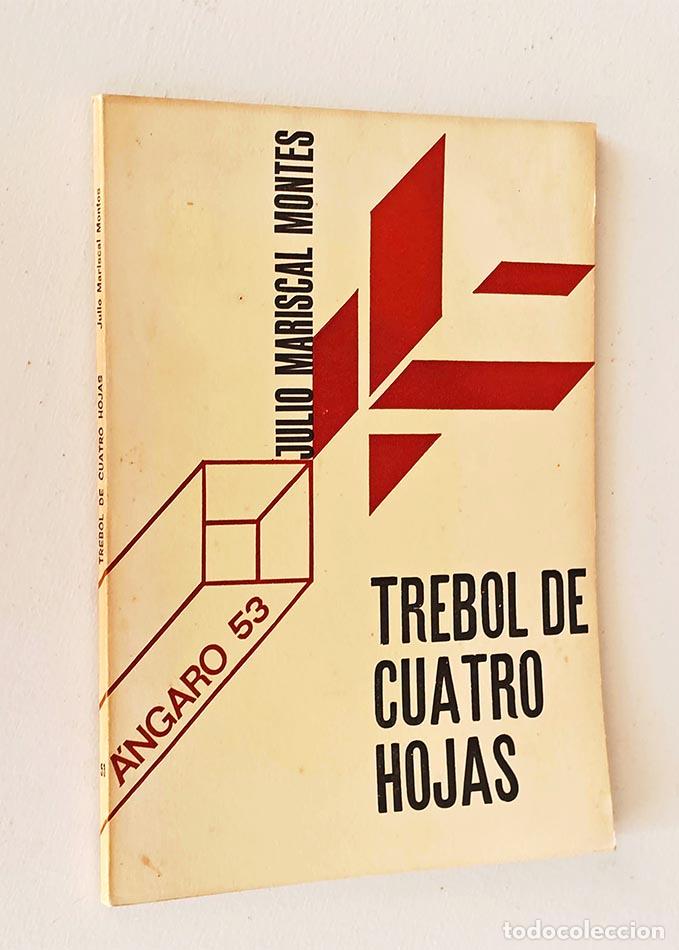 JULIO MARISCAL MONTES
TREBOL DE
CUATRO
HOJAS
ÁNGARO 53
Julio Mariscal Montes
TREBOL DE CUATRO HOJAS
53
todocoleccion